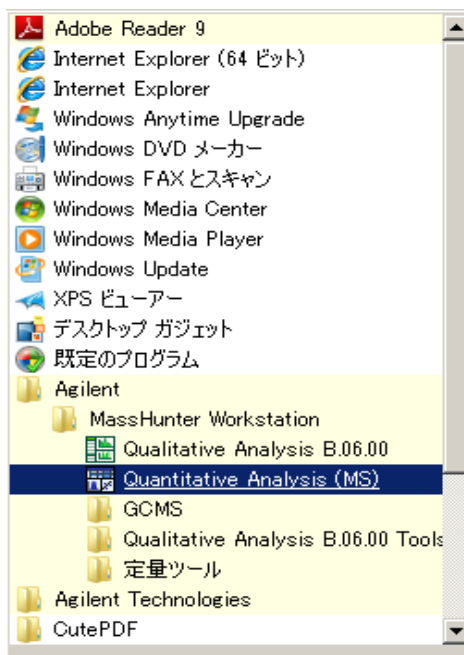 Adobe Reader 9
Internet Explorer (64 ビット)
Internet Explorer
Windows Anytime Upgrade
Windows DVD メーカー
Windows FAX とスキャン
Windows Media Center
Windows Media Player
Windows Update
XPS ビューアー
デスクトップ ガジェット
既定のプログラム
Agilent
MassHunter Workstation
Qualitative Analysis B.06.00
Quantitative Analysis (MS)
GCMS
Qualitative Analysis B.06.00 Tools
定量ツール
Agilent Technologies
CutePDF